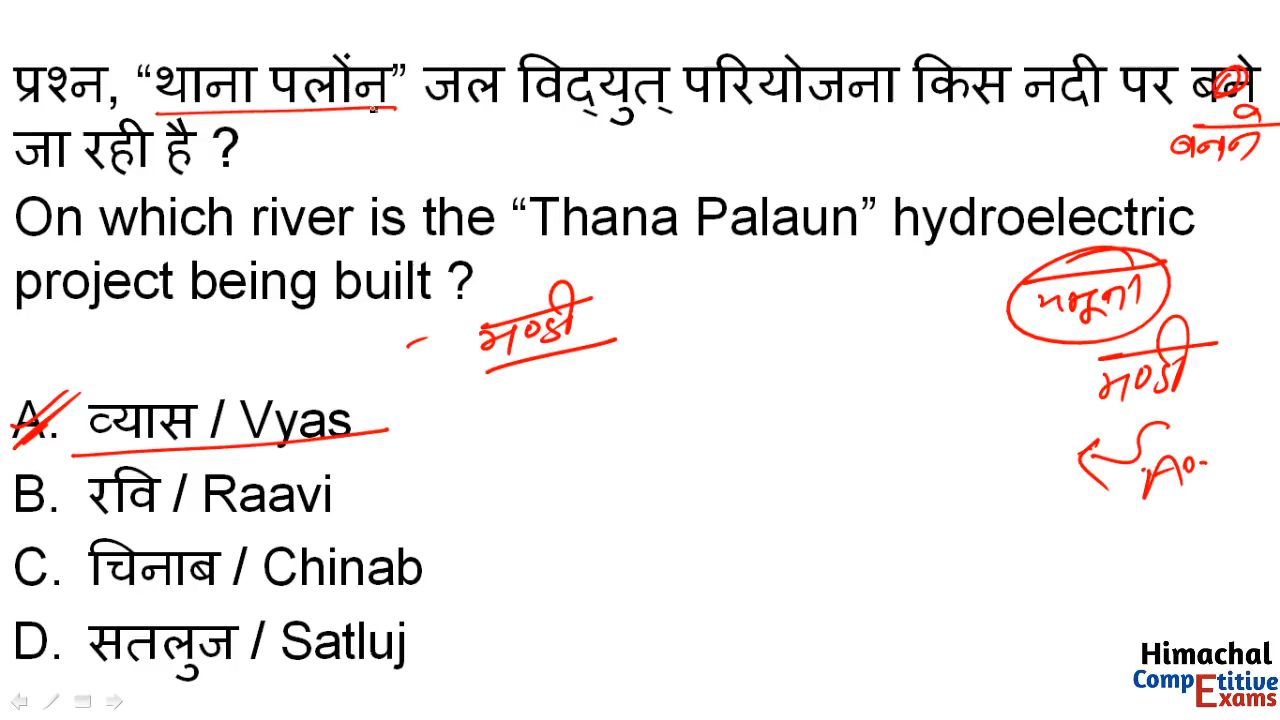 प्रश्न, “थाना पलोंन” जल विद्युत् परियोजना किस नदी पर बने
बनने
जा रही है ?
On which river is the “Thana Palaun” hydroelectric
project being built ?
मण्डी
मण्डी
A. व्यास / Vyas
B. रवि / Raavi
C. चिनाब / Chinab
D. सतलुज / Satluj
Himachal
CompEtitive
Exams